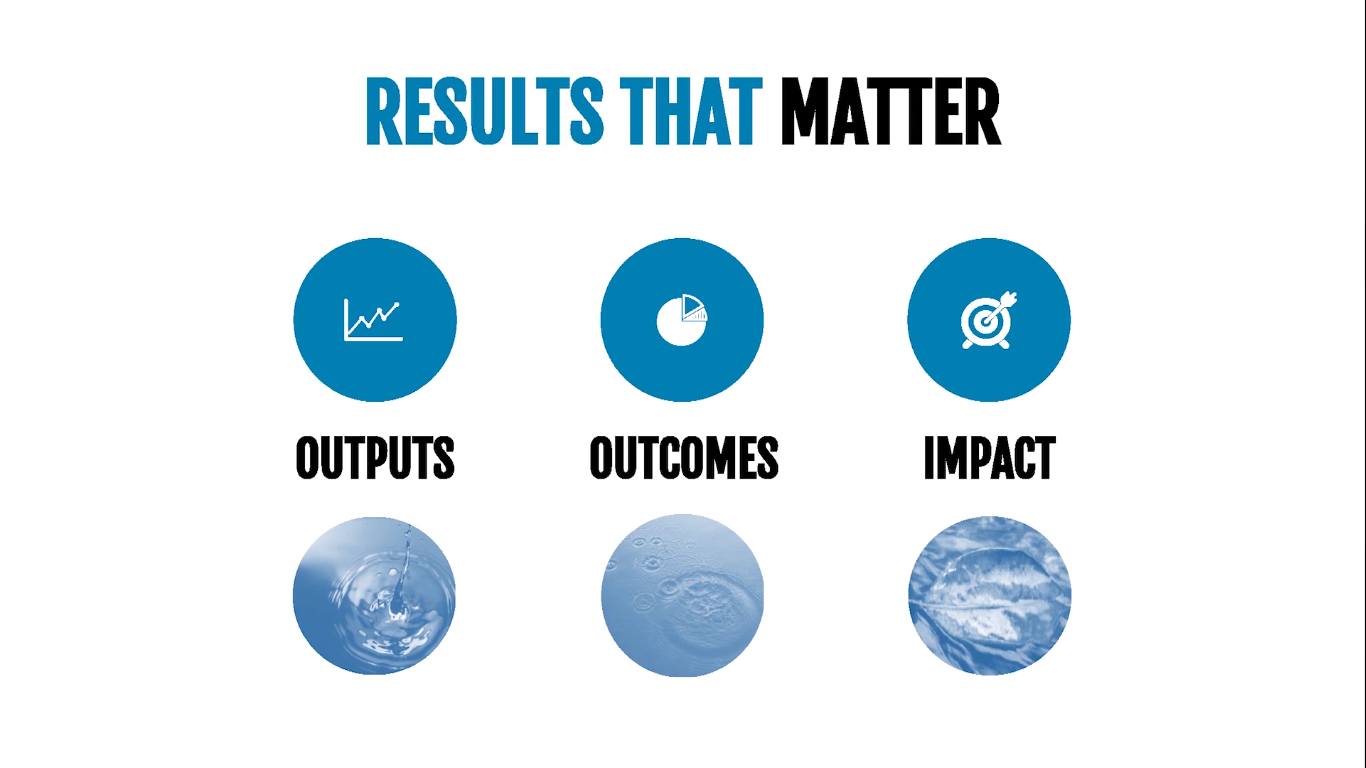 RESULTS THAT MATTER
OUTPUTS
OUTCOMES
IMPACT